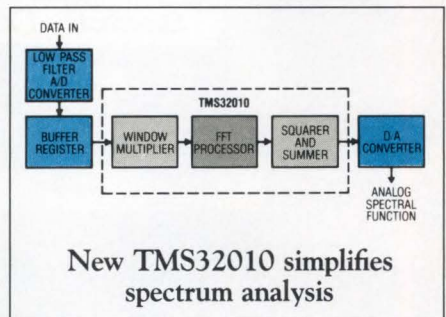 DATA IN
LOW PASS
FILTER
A/D
CONVERTER
TMS32010
BUFFER
REGISTER
WINDOW
MULTIPLIER
FFT
PROCESSOR
SQUARER
AND
SUMMER
D/A
CONVERTER
ANALOG
SPECTRAL
FUNCTION
New TMS32010 simplifies
spectrum analysis